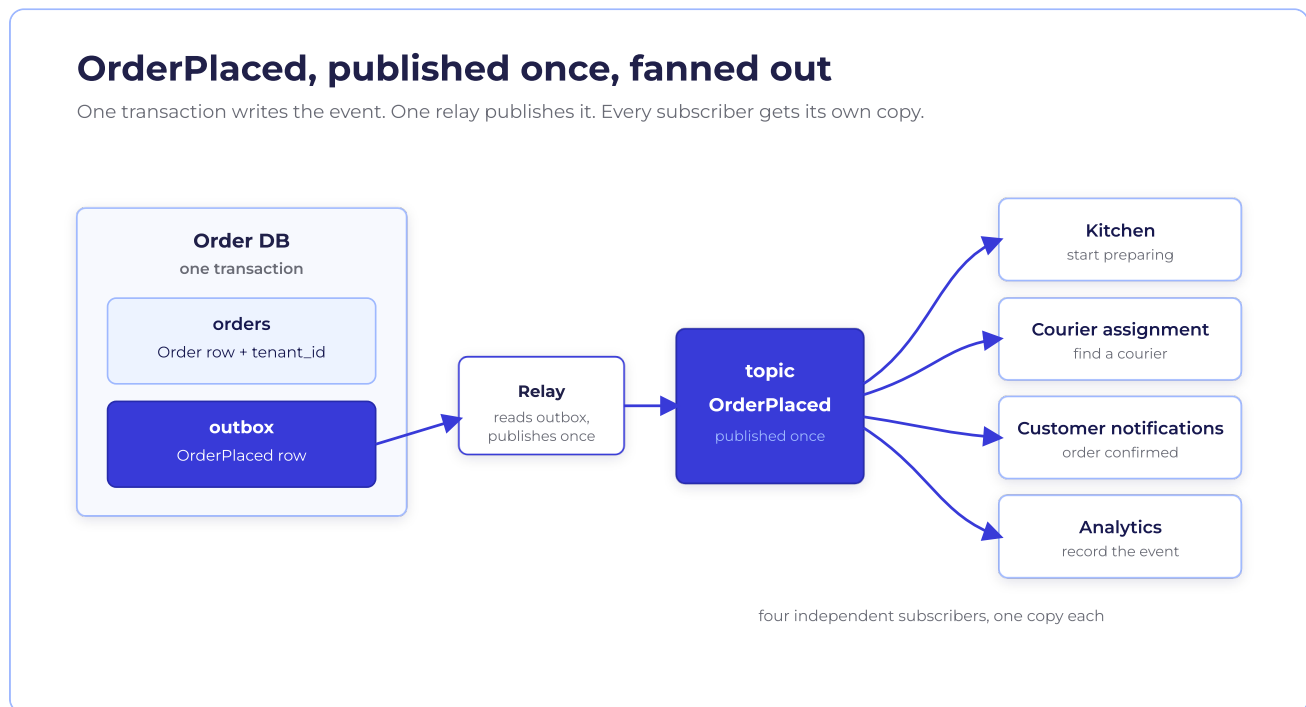 OrderPlaced, published once, fanned out
One transaction writes the event. One relay publishes it. Every subscriber gets its own copy.
Order DB
one transaction
orders
Order row + tenant_id
outbox
OrderPlaced row
Relay
reads outbox,
publishes once
topic
OrderPlaced
published once
Kitchen
start preparing
Courier assignment
find a courier
Customer notifications
order confirmed
Analytics
record the event
four independent subscribers, one copy each